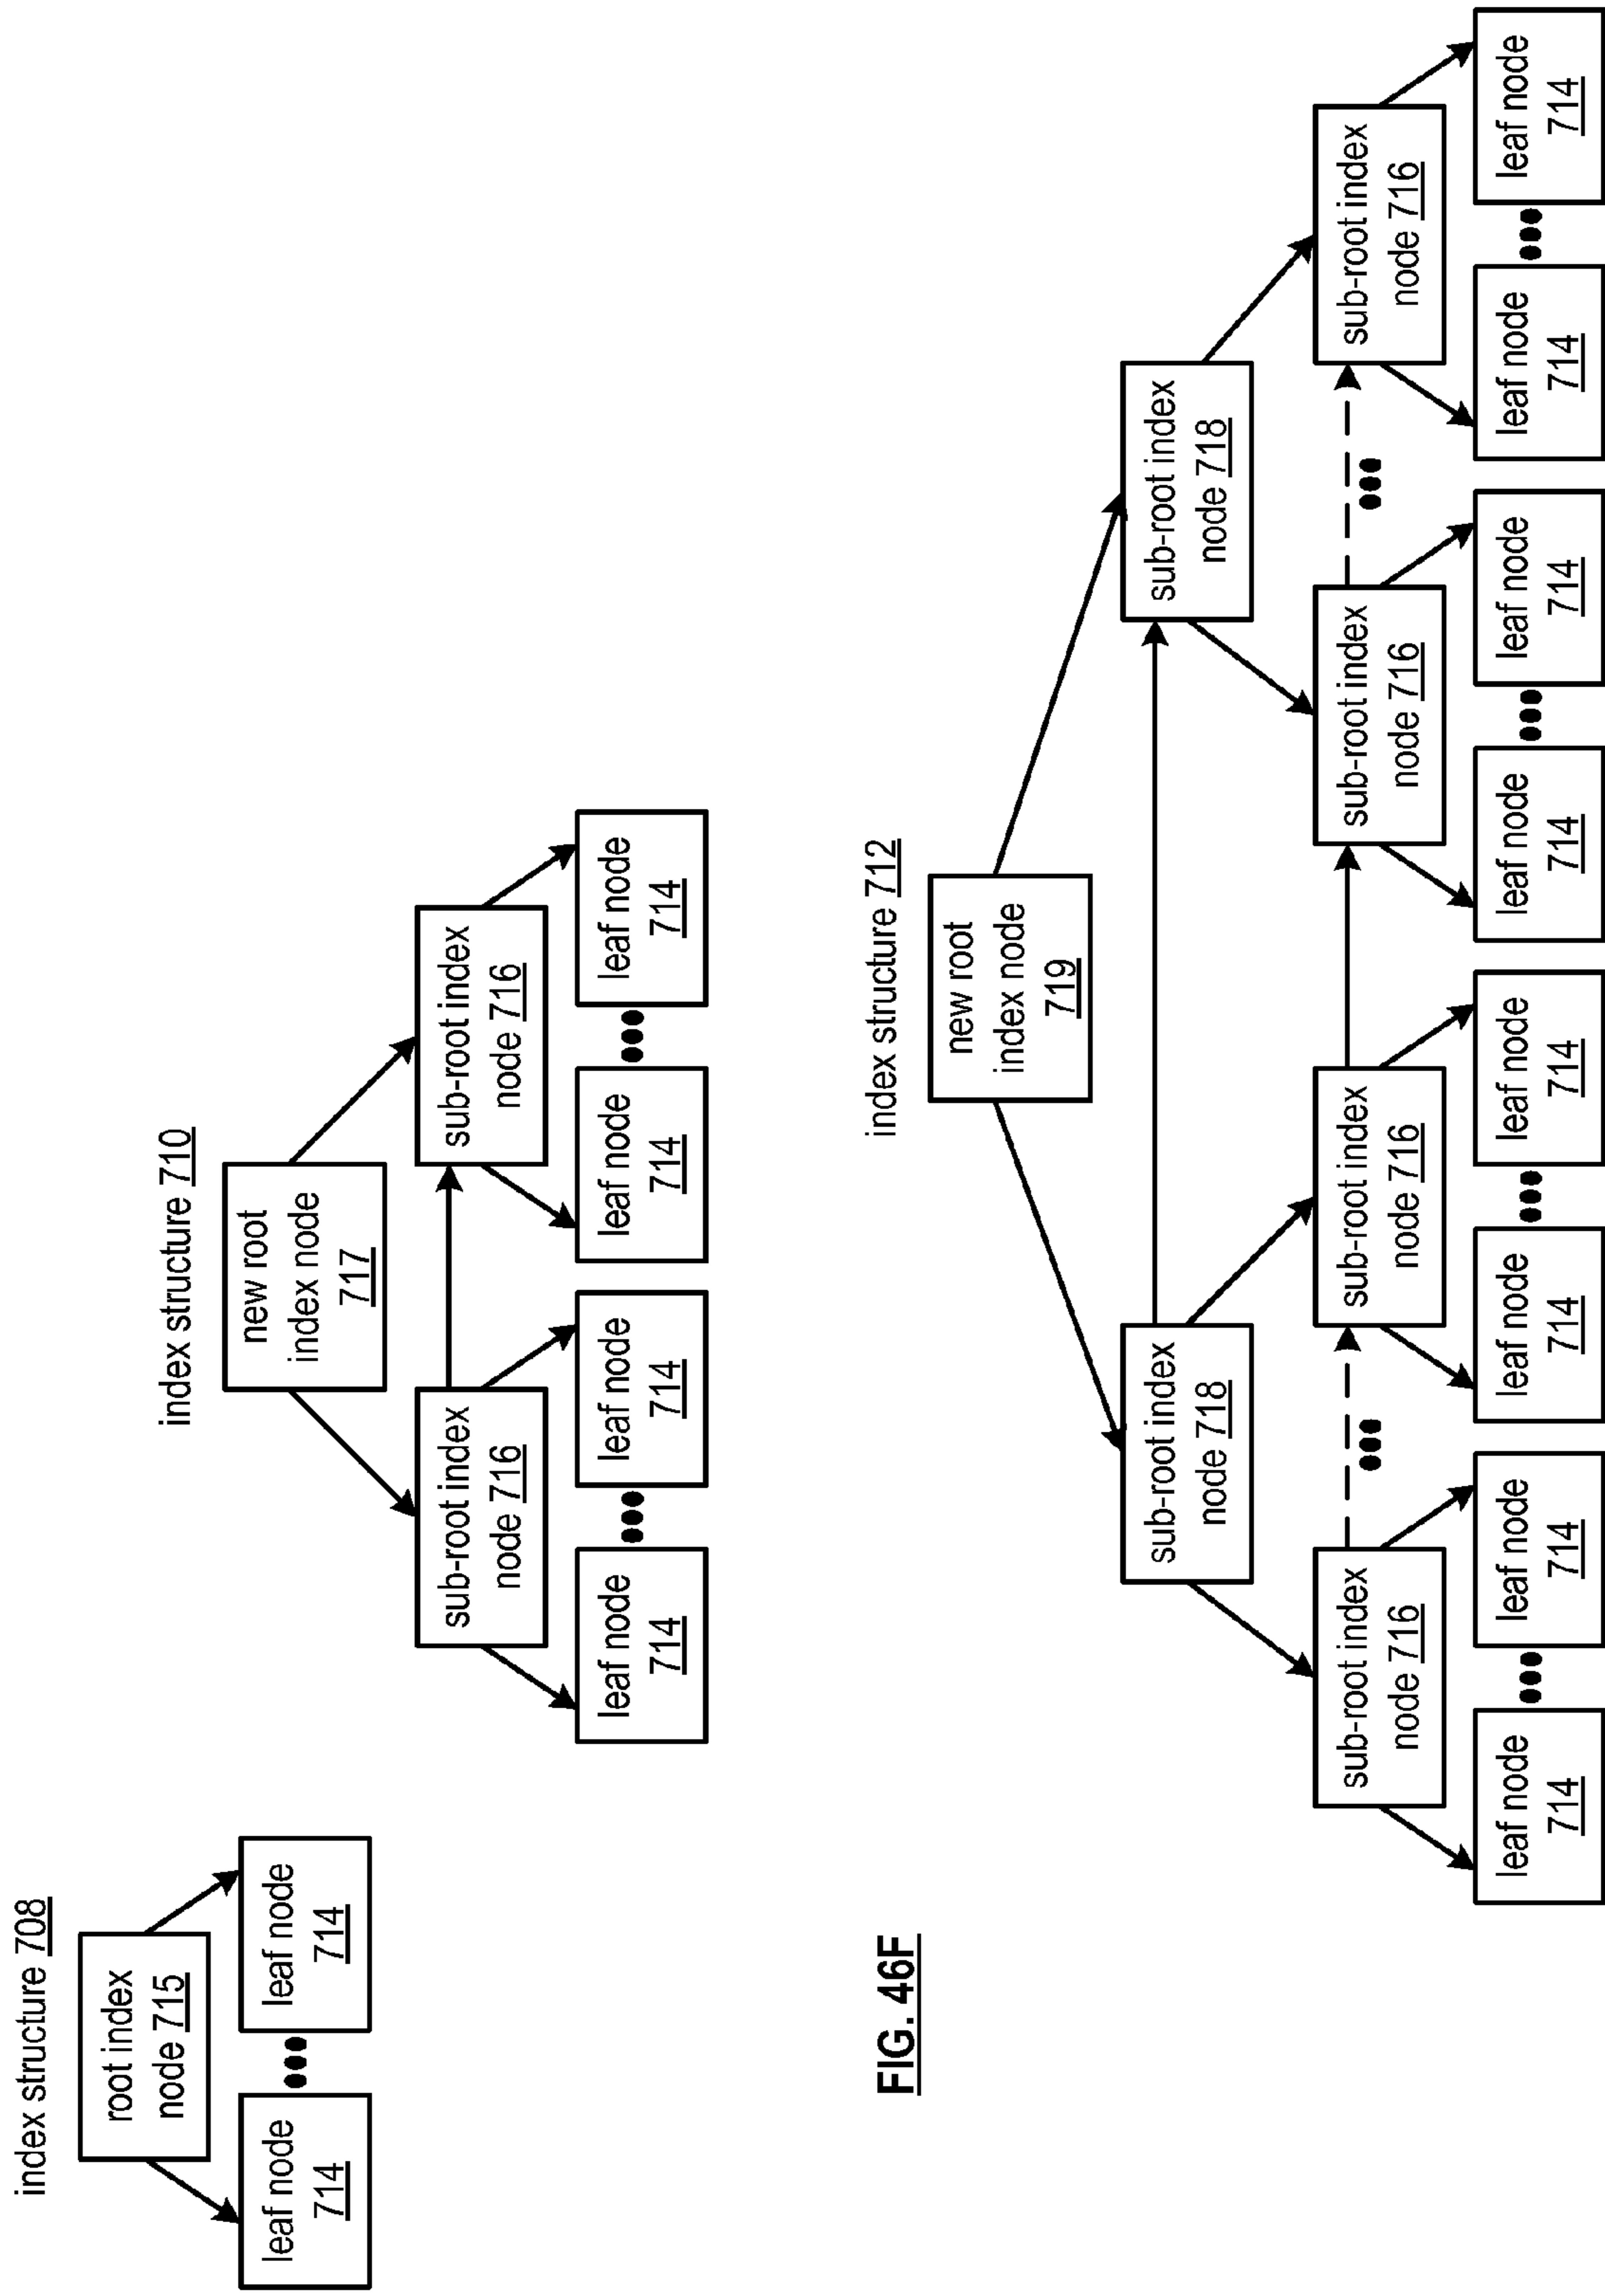 index structure 708
root index
node 715
leaf node
714
leaf node
714
index structure 710
new root
index node
717
sub-root index
node 716
sub-root index
node 716
leaf node
714
leaf node
714
leaf node
714
leaf node
714
FIG. 46F
index structure 712
new root
index node
719
sub-root index
node 718
sub-root index
node 718
sub-root index
node 716
sub-root index
node 716
sub-root index
node 716
sub-root index
node 716
leaf node
714
leaf node
714
leaf node
714
leaf node
714
leaf node
714
leaf node
714
leaf node
714
leaf node
714